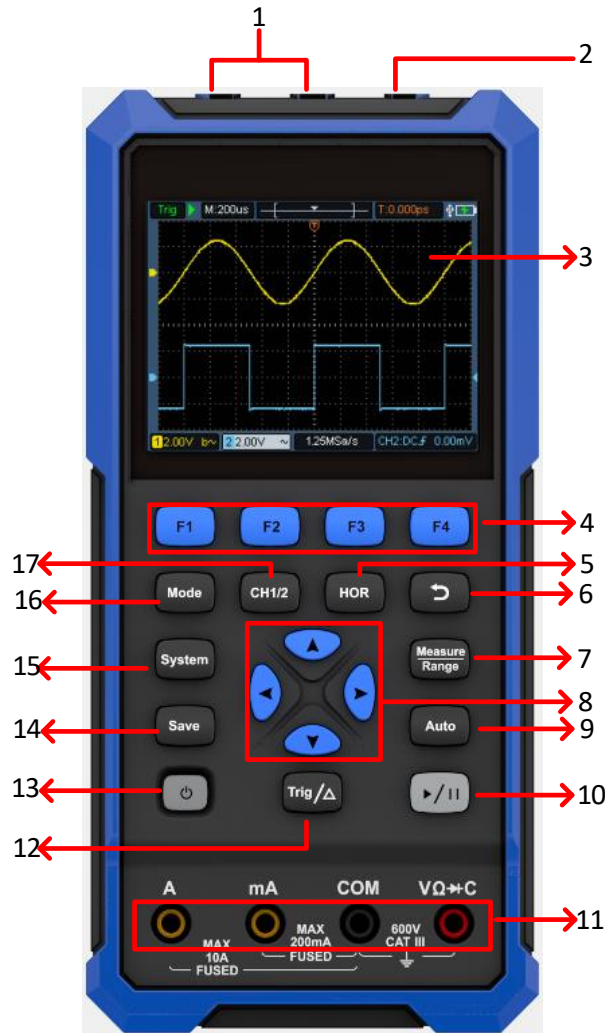 1
2
Trig M:200us T:0.000ps
T
3
1 2.00V b~ 2 2.00V ~ 1.25MSa/s CH2:DC 0.00mV
F1 F2 F3 F4
4
17
5
Mode CH1/2 HOR
16
6
System
Measure
Range
15
7
8
Save
Auto
14
9
13
Trig/△
10
12
A mA COM VΩ C
11
MAX
10A
FUSED
MAX
200mA
FUSED
600V
CAT III